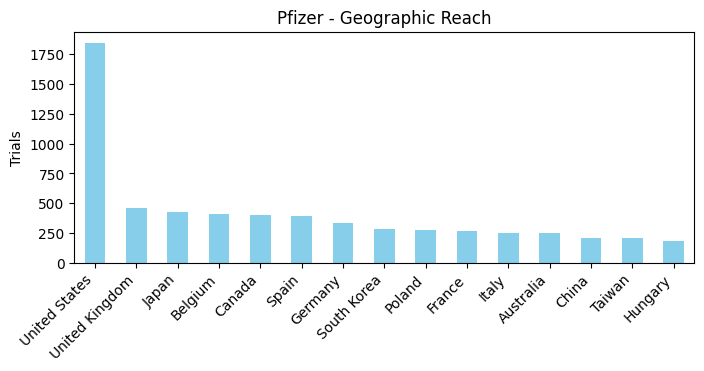 Pfizer - Geographic Reach
Trials
1750
1500
1250
1000
750
500
250
0
United States
United Kingdom
Japan
Belgium
Canada
Spain
Germany
South Korea
Poland
France
Italy
Australia
China
Taiwan
Hungary